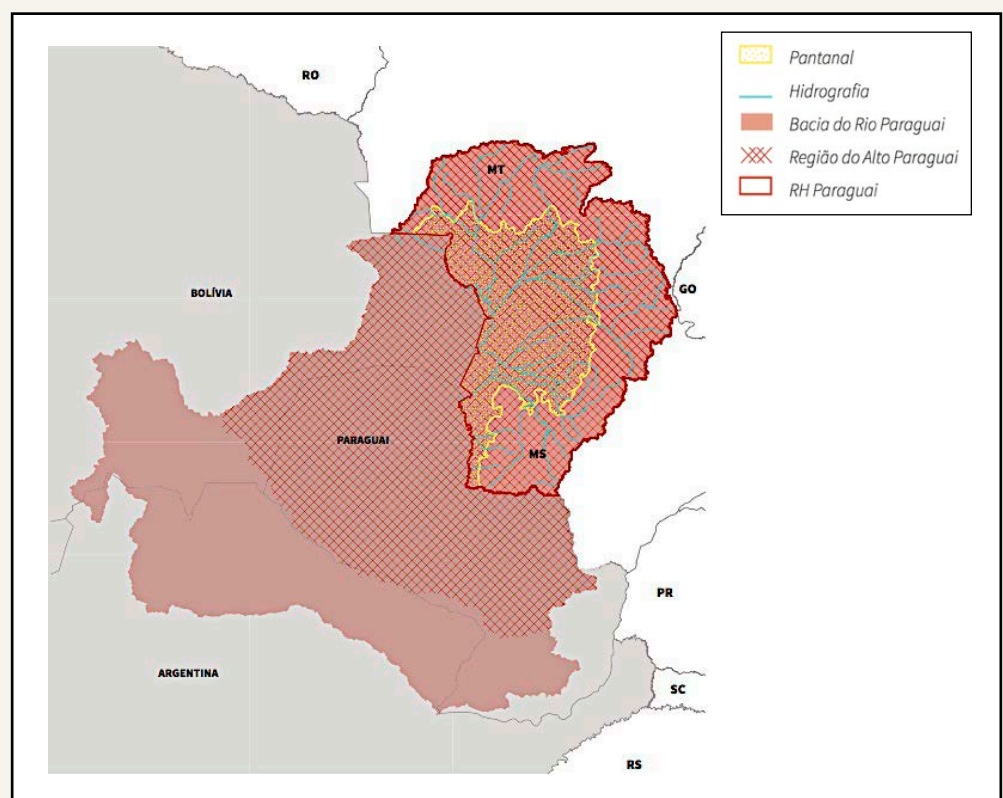 Pantanal
Hidrografia
Bacia do Rio Paraguai
Região do Alto Paraguai
RH Paraguai
RO
MT
BOLÍVIA
GO
PARAGUAI
MS
PR
ARGENTINA
SC
RS